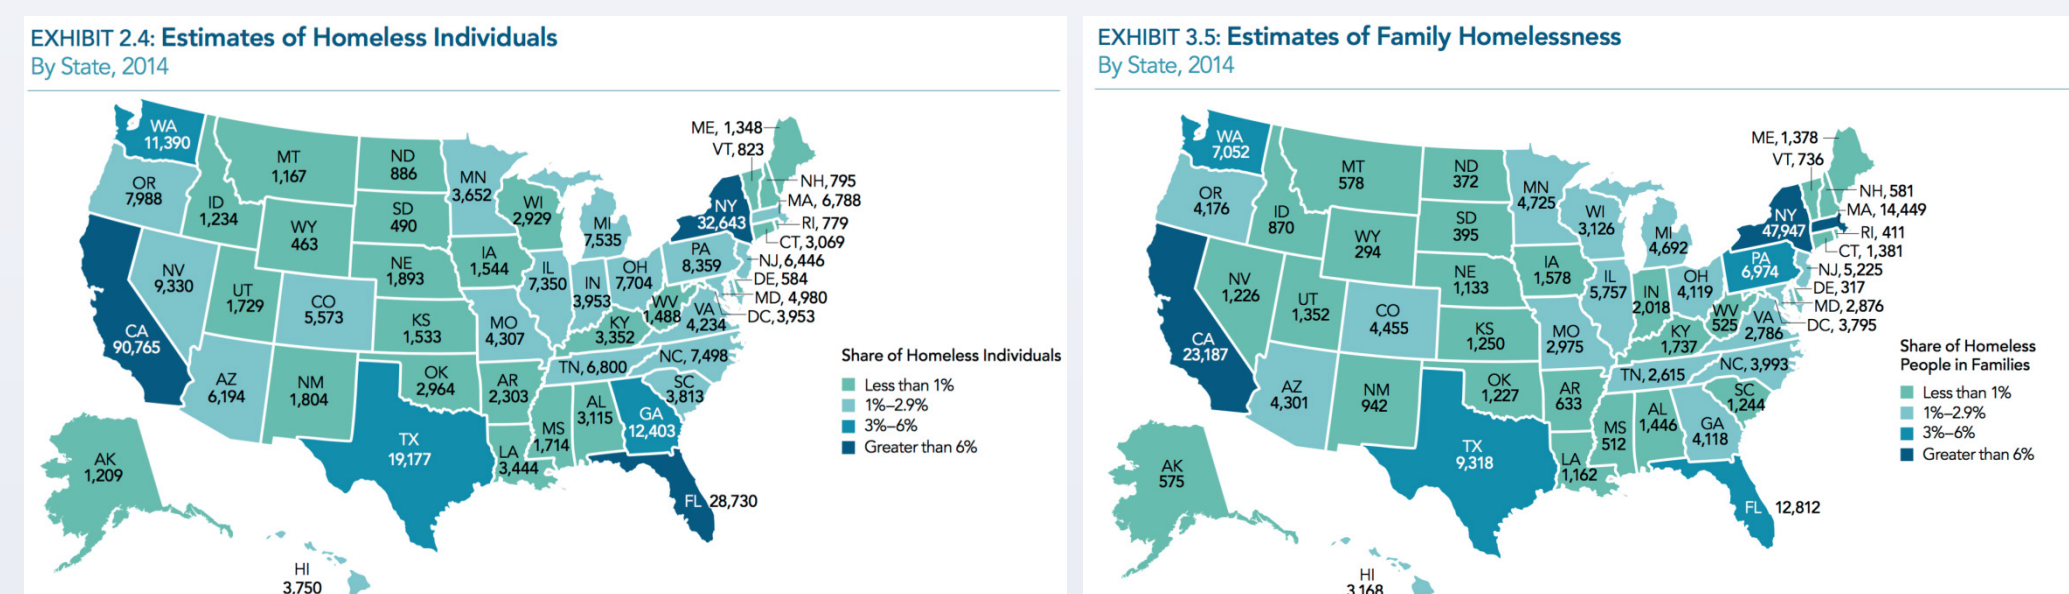 EXHIBIT 2.4: Estimates of Homeless Individuals
By State, 2014
WA
11,390
OR
7,988
ID
1,234
MT
1,167
ND
886
MN
3,652
SD
490
WY
463
WI
2,929
MI
7,535
NY
32,643
ME, 1,348
VT, 823
NH, 795
MA, 6,788
RI, 779
CT, 3,069
NJ, 6,446
DE, 584
MD, 4,980
DC, 3,953
PA
8,359
CA
90,765
NV
9,330
UT
1,729
CO
5,573
NE
1,893
IA
1,544
IL
7,350
IN
3,953
OH
7,704
WV
1,488
VA
4,234
KS
1,533
MO
4,307
KY
3,352
AZ
6,194
NM
1,804
OK
2,964
AR
2,303
TN, 6,800
NC, 7,498
SC
3,813
TX
19,177
LA
3,444
MS
1,714
AL
3,115
GA
12,403
FL 28,730
AK
1,209
HI
3,750
Share of Homeless Individuals
Less than 1%
1%–2.9%
3%–6%
Greater than 6%
EXHIBIT 3.5: Estimates of Family Homelessness
By State, 2014
WA
7,052
OR
4,176
ID
870
MT
578
ND
372
MN
4,725
SD
395
WY
294
WI
3,126
MI
4,692
NY
47,947
ME, 1,378
VT, 736
NH, 581
MA, 14,449
RI, 411
CT, 1,381
NJ, 5,225
DE, 317
MD, 2,876
DC, 3,795
PA
6,974
CA
23,187
NV
1,226
UT
1,352
CO
4,455
NE
1,133
IA
1,578
IL
5,757
IN
2,018
OH
4,119
WV
525
VA
2,786
KS
1,250
MO
2,975
KY
1,737
AZ
4,301
NM
942
OK
1,227
AR
633
TN, 2,615
NC, 3,993
SC
1,244
TX
9,318
LA
1,162
MS
512
AL
1,446
GA
4,118
FL 12,812
AK
575
HI
3,168
Share of Homeless
People in Families
Less than 1%
1%–2.9%
3%–6%
Greater than 6%